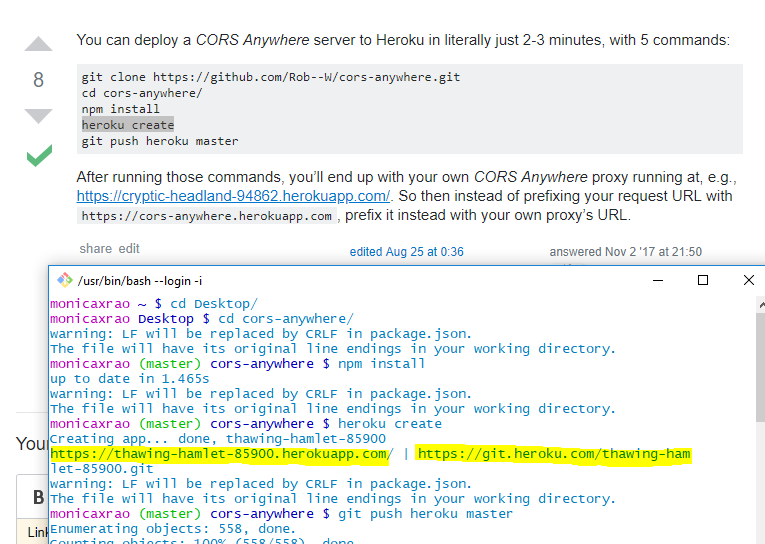 You can deploy a CORS Anywhere server to Heroku in literally just 2-3 minutes, with 5 commands:
8
git clone https://github.com/Rob--W/cors-anywhere.git
cd cors-anywhere/
npm install
heroku create
git push heroku master
After running those commands, you'll end up with your own CORS Anywhere proxy running at, e.g.,
https://cryptic-headland-94862.herokuapp.com/. So then instead of prefixing your request URL with
https://cors-anywhere.herokuapp.com , prefix it instead with your own proxy's URL.
share edit
edited Aug 25 at 0:36
answered Nov 2 '17 at 21:50
/usr/bin/bash --login -i
monicaxrao ~ $ cd Desktop/
monicaxrao Desktop $ cd cors-anywhere/
warning: LF will be replaced by CRLF in package.json.
The file will have its original line endings in your working directory.
monicaxrao (master) cors-anywhere $ npm install
up to date in 1.465s
warning: LF will be replaced by CRLF in package.json.
The file will have its original line endings in your working directory.
monicaxrao (master) cors-anywhere $ heroku create
Creating app... done, thawing-hamlet-85900
https://thawing-hamlet-85900.herokuapp.com/ | https://git.heroku.com/thawing-ham
let-85900.git
warning: LF will be replaced by CRLF in package.json.
The file will have its original line endings in your working directory.
monicaxrao (master) cors-anywhere $ git push heroku master
Enumerating objects: 558, done.
Counting objects: 100% (558/558), done.
You
B
Link